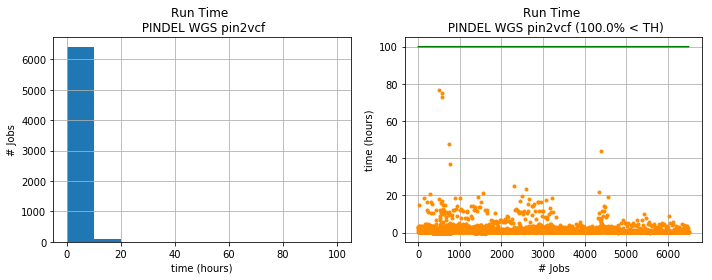 Run Time
PINDEL WGS pin2vcf
# Jobs
6000
5000
4000
3000
2000
1000
0
0 20 40 60 80 100
time (hours)
Run Time
PINDEL WGS pin2vcf (100.0% < TH)
time (hours)
100
80
60
40
20
0
0 1000 2000 3000 4000 5000 6000
# Jobs